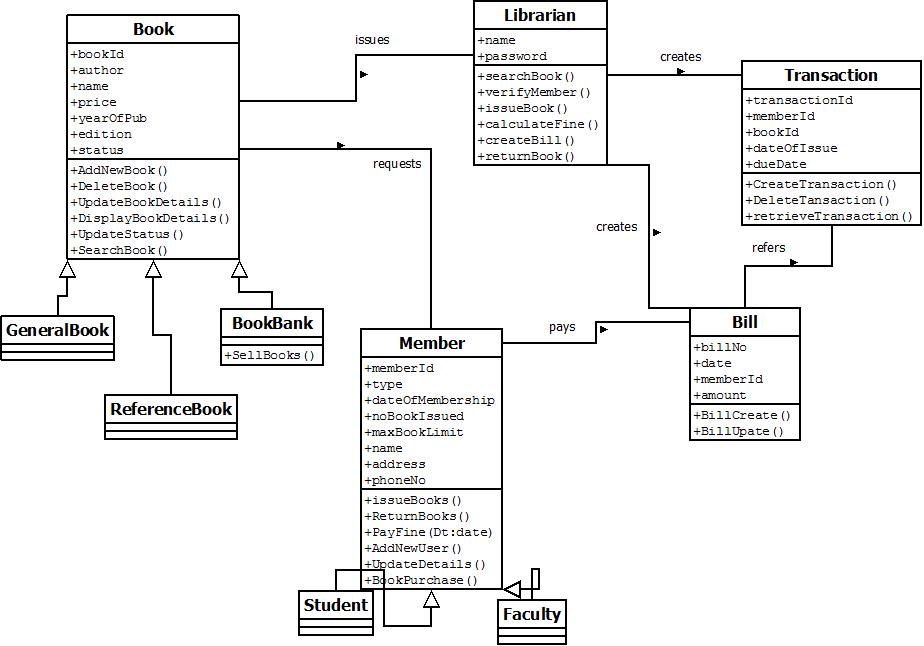 Book
+bookId
+author
+name
+price
+yearOfPub
+edition
+status
+AddNewBook()
+DeleteBook()
+UpdateBookDetails()
+DisplayBookDetails()
+UpdateStatus()
+SearchBook()
issues
requests
Librarian
+name
+password
+searchBook()
+verifyMember()
+issueBook()
+calculateFine()
+createBill()
+returnBook()
creates
Transaction
+transactionId
+memberId
+bookId
+dateOfIssue
+dueDate
+CreateTransaction()
+DeleteTansaction()
+retrieveTransaction()
creates
refers
GeneralBook
BookBank
+SellBooks()
ReferenceBook
Member
+memberId
+type
+dateOfMembership
+noBookIssued
+maxBookLimit
+name
+address
+phoneNo
+issueBooks()
+ReturnBooks()
+PayFine(Dt:date)
+AddNewUser()
+UpdateDetails()
+BookPurchase()
pays
Bill
+billNo
+date
+memberId
+amount
+BillCreate()
+BillUpate()
Student
Faculty